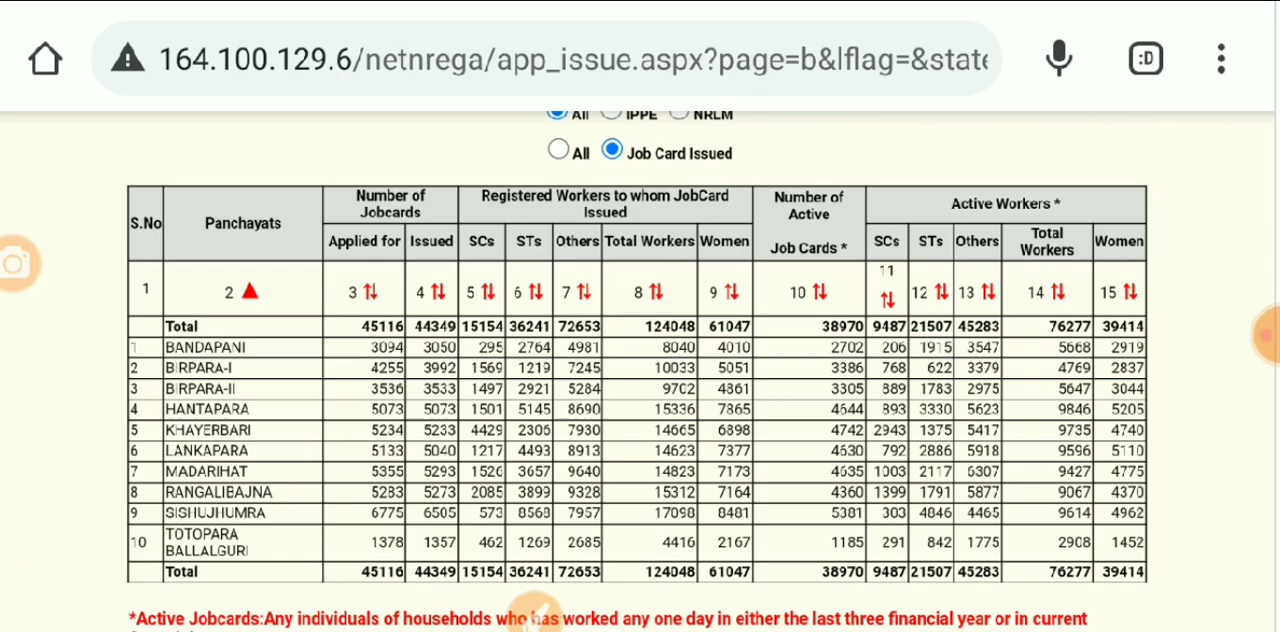 164.100.129.6/netnrega/app_issue.aspx?page=b&lflag=&state
:D
All IPPE NRLM
All Job Card Issued
S.No Panchayats Number of Jobcards Registered Workers to whom JobCard Issued Number of Active Job Cards * Active Workers *
Applied for Issued SCs STs Others Total Workers Women SCs STs Others Total Workers Women
1 2 3 4 5 6 7 8 9 10 11 12 13 14 15
Total 45116 44349 15154 36241 72653 124048 61047 38970 9487 21507 45283 76277 39414
1 BANDAPANI 3094 3050 295 2764 4981 8040 4010 2702 206 1915 3547 5668 2919
2 BIRPARA-I 4255 3992 1569 1219 7245 10033 5051 3386 768 622 3379 4769 2837
3 BIRPARA-II 3536 3533 1497 2921 5284 9702 4861 3305 889 1783 2975 5647 3044
4 HANTAPARA 5073 5073 1501 5145 8690 15336 7865 4644 893 3330 5623 9846 5205
5 KHAYERBARI 5234 5233 4429 2306 7930 14665 6898 4742 2943 1375 5417 9735 4740
6 LANKAPARA 5133 5040 1217 4493 8913 14623 7377 4630 792 2886 5918 9596 5110
7 MADARIHAT 5355 5293 1526 3657 9640 14823 7173 4635 1003 2117 6307 9427 4775
8 RANGALIBAJNA 5283 5273 2085 3899 9328 15312 7164 4360 1399 1791 5877 9067 4370
9 SISHUJHUMRA 6775 6505 573 8568 7957 17098 8481 5381 303 4846 4465 9614 4962
10 TOTOPARA BALLALGURI 1378 1357 462 1269 2685 4416 2167 1185 291 842 1775 2908 1452
Total 45116 44349 15154 36241 72653 124048 61047 38970 9487 21507 45283 76277 39414
*Active Jobcards:Any individuals of households who has worked any one day in either the last three financial year or in current